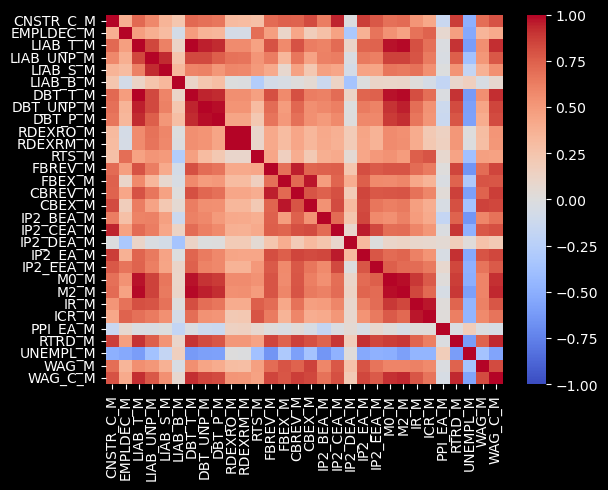 CNSTR_C_M
EMPLDEC_M
LIAB_T_M
LIAB_UNP_M
LIAB_S_M
LIAB_B_M
DBT_T_M
DBT_UNP_M
DBT_P_M
RDEXRO_M
RDEXRM_M
RTS_M
FBREV_M
FBEX_M
CBREV_M
CBEX_M
IP2_BEA_M
IP2_CEA_M
IP2_DEA_M
IP2_EA_M
IP2_EEA_M
M0_M
M2_M
IR_M
ICR_M
PPI_EA_M
RTRD_M
UNEMPL_M
WAG_M
WAG_C_M
CNSTR_C_M
EMPLDEC_M
LIAB_T_M
LIAB_UNP_M
LIAB_S_M
LIAB_B_M
DBT_T_M
DBT_UNP_M
DBT_P_M
RDEXRO_M
RDEXRM_M
RTS_M
FBREV_M
FBEX_M
CBREV_M
CBEX_M
IP2_BEA_M
IP2_CEA_M
IP2_DEA_M
IP2_EA_M
IP2_EEA_M
M0_M
M2_M
IR_M
ICR_M
PPI_EA_M
RTRD_M
UNEMPL_M
WAG_M
WAG_C_M
1.00
0.75
0.50
0.25
0.00
−0.25
−0.50
−0.75
−1.00